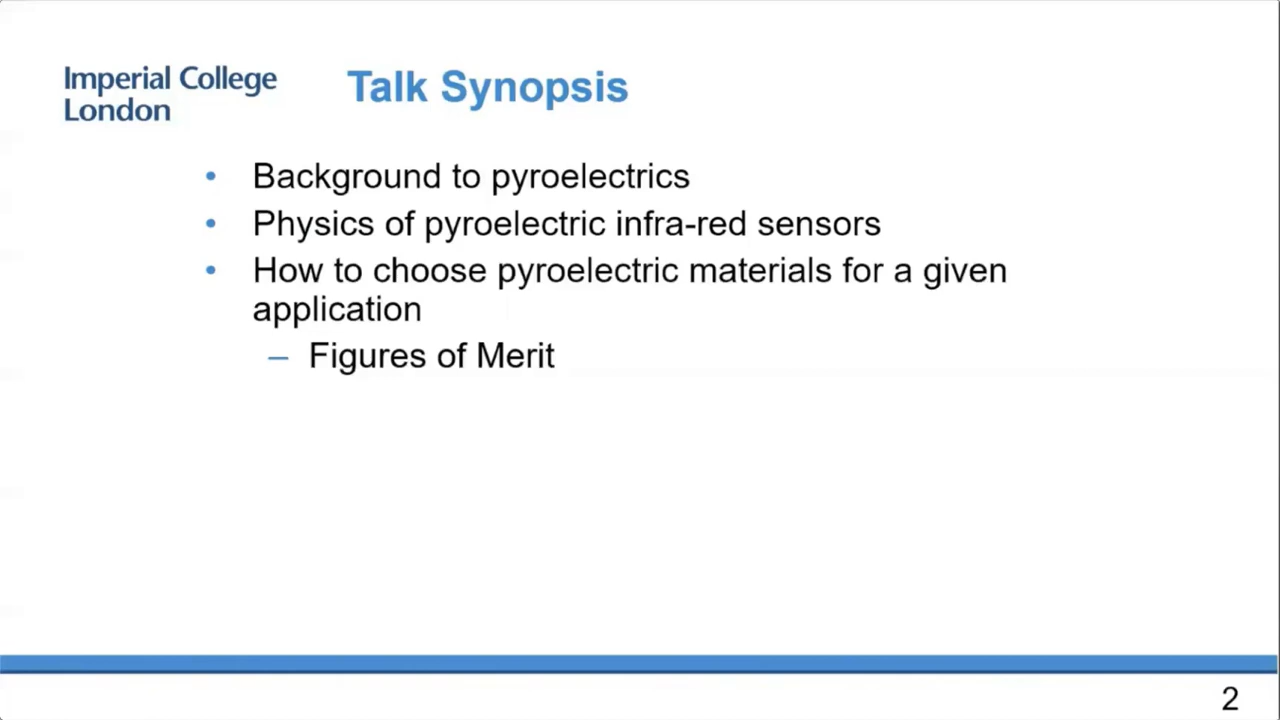 Imperial College
London
Talk Synopsis
• Background to pyroelectrics
• Physics of pyroelectric infra-red sensors
• How to choose pyroelectric materials for a given
application
– Figures of Merit
2